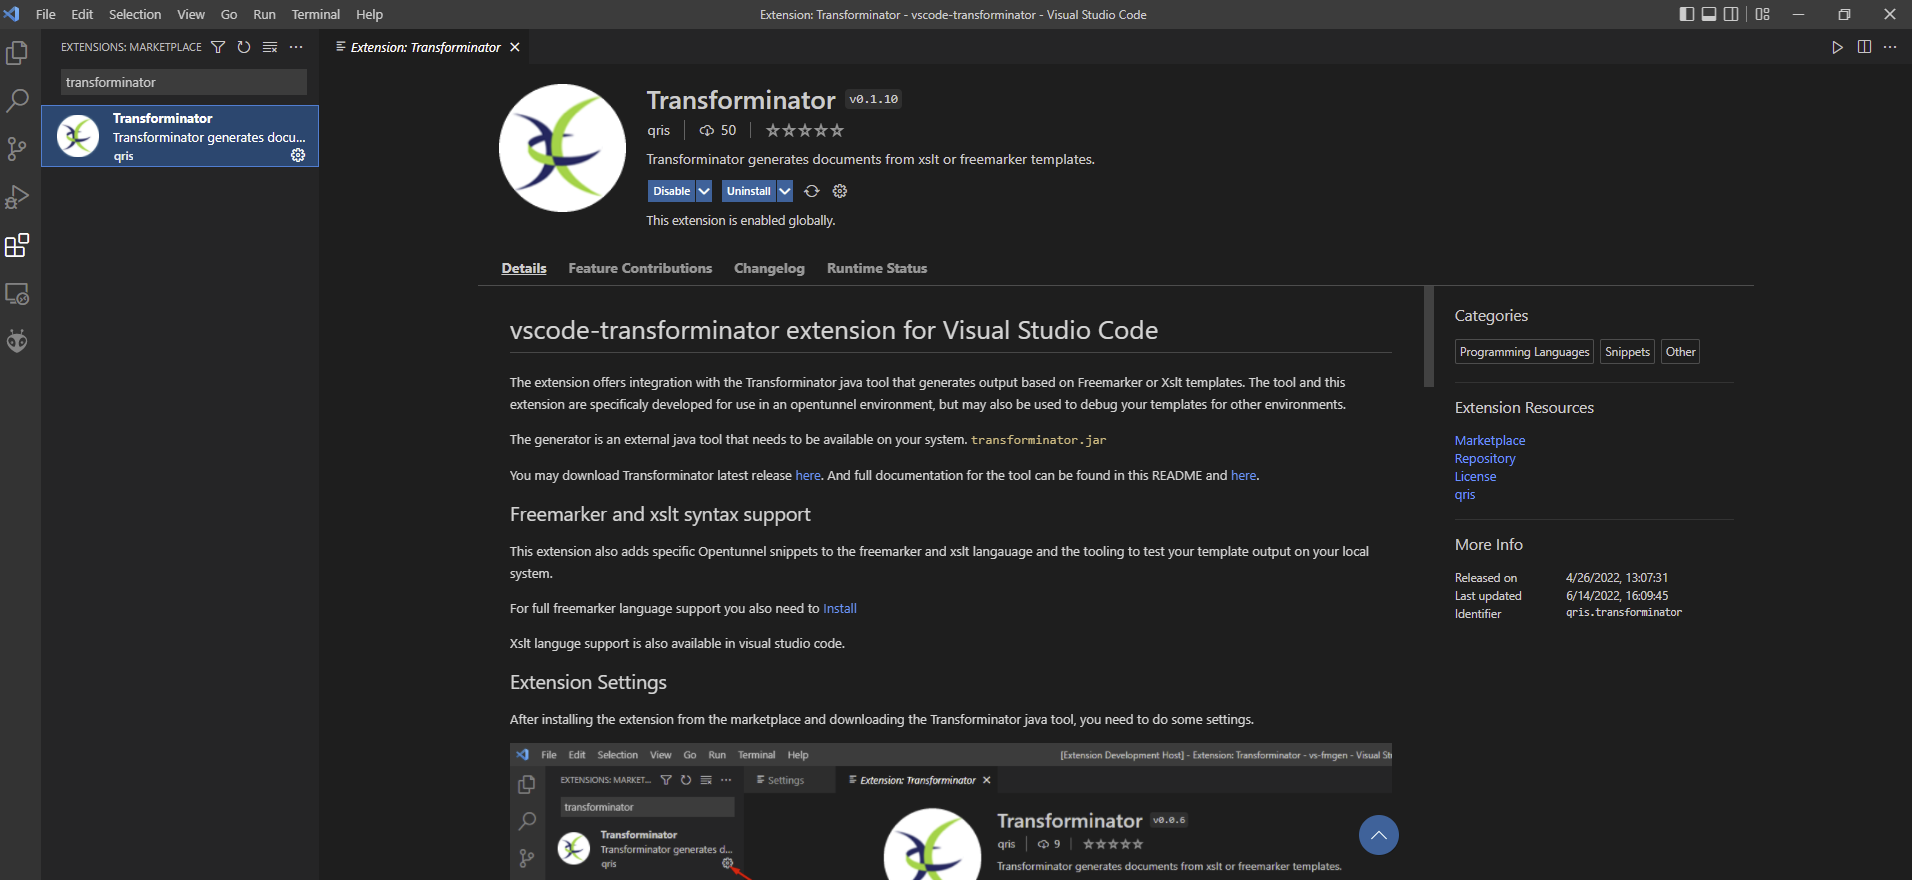 File Edit Selection View Go Run Terminal Help
Extension: Transforminator - vscode-transforminator - Visual Studio Code
EXTENSIONS: MARKETPLACE
transforminator
Transforminator
Transforminator generates docu...
qris
Extension: Transforminator
Transforminator v0.1.10
qris 50
Transforminator generates documents from xslt or freemarker templates.
Disable Uninstall
This extension is enabled globally.
Details Feature Contributions Changelog Runtime Status
vscode-transforminator extension for Visual Studio Code
The extension offers integration with the Transforminator java tool that generates output based on Freemarker or Xslt templates. The tool and this
extension are specificaly developed for use in an opentunnel environment, but may also be used to debug your templates for other environments.
The generator is an external java tool that needs to be available on your system. transforminator.jar
You may download Transforminator latest release here. And full documentation for the tool can be found in this README and here.
Freemarker and xslt syntax support
This extension also adds specific Opentunnel snippets to the freemarker and xslt langauage and the tooling to test your template output on your local
system.
For full freemarker language support you also need to Install
Xslt languge support is also available in visual studio code.
Extension Settings
After installing the extension from the marketplace and downloading the Transforminator java tool, you need to do some settings.
File Edit Selection View Go Run Terminal Help
[Extension Development Host] - Extension: Transforminator - vs-fmgen - Visual St
EXTENSIONS: MARKET...
transforminator
Transforminator
Transforminator generates d...
qris
Settings
Extension: Transforminator
Transforminator v0.0.6
qris 9
Transforminator generates documents from xslt or freemarker templates.
Categories
Programming Languages Snippets Other
Extension Resources
Marketplace
Repository
License
qris
More Info
Released on 4/26/2022, 13:07:31
Last updated 6/14/2022, 16:09:45
Identifier qris.transforminator